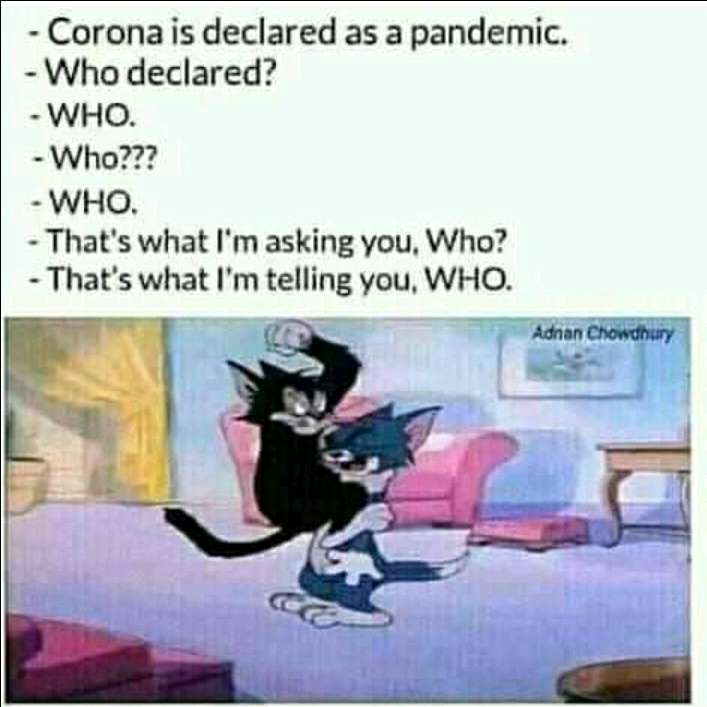 - Corona is declared as a pandemic.
- Who declared?
- WHO.
- Who???
- WHO.
- That's what I'm asking you, Who?
- That's what I'm telling you, WHO.
Adnan Chowdhury